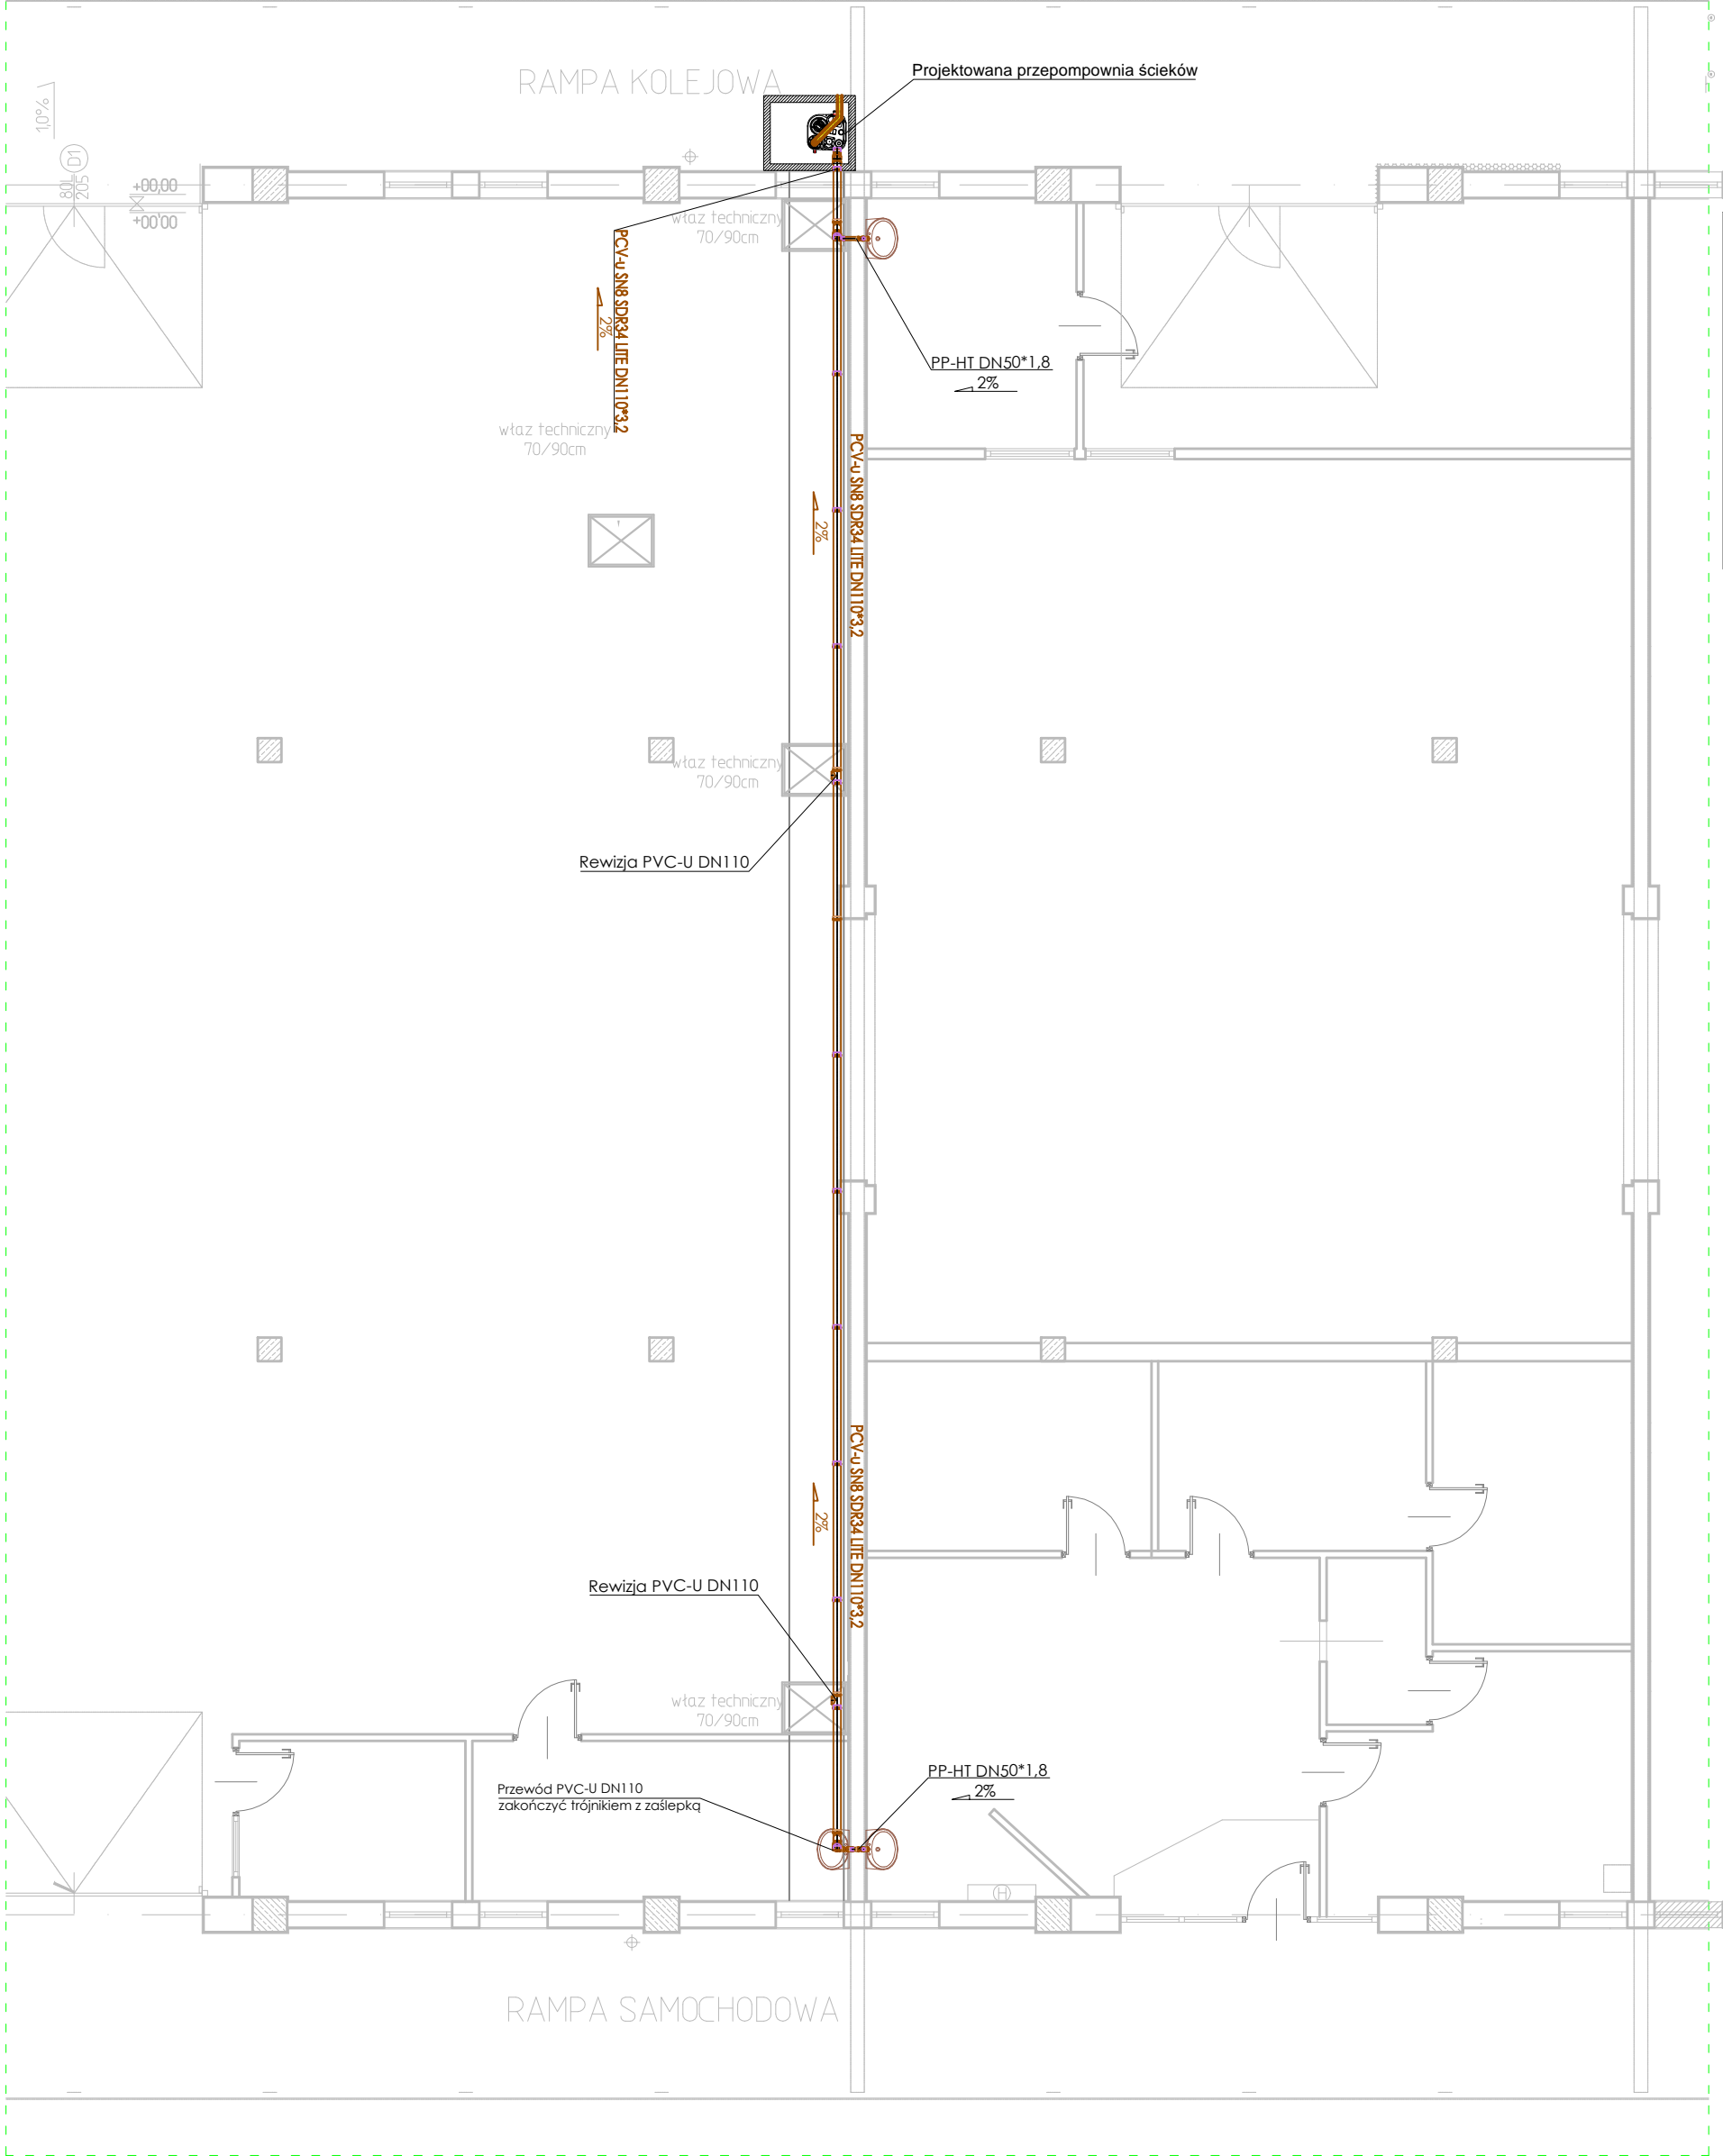 RAMPA KOLEJOWA
Projektowana przepompownia ścieków
1,0%
D1
80L
205
+00,00
+00'00
właz techniczny
70/90cm
PCV-u SN8 SDR34 LITE DN110*3,2
2%
PP-HT DN50*1,8
2%
właz techniczny
70/90cm
PCV-u SN8 SDR34 LITE DN110*3,2
2%
właz techniczny
70/90cm
Rewizja PVC-U DN110
PCV-u SN8 SDR34 LITE DN110*3,2
2%
Rewizja PVC-U DN110
właz techniczny
70/90cm
PP-HT DN50*1,8
2%
Przewód PVC-U DN110
zakończyć trójnikiem z zaślepką
H
RAMPA SAMOCHODOWA